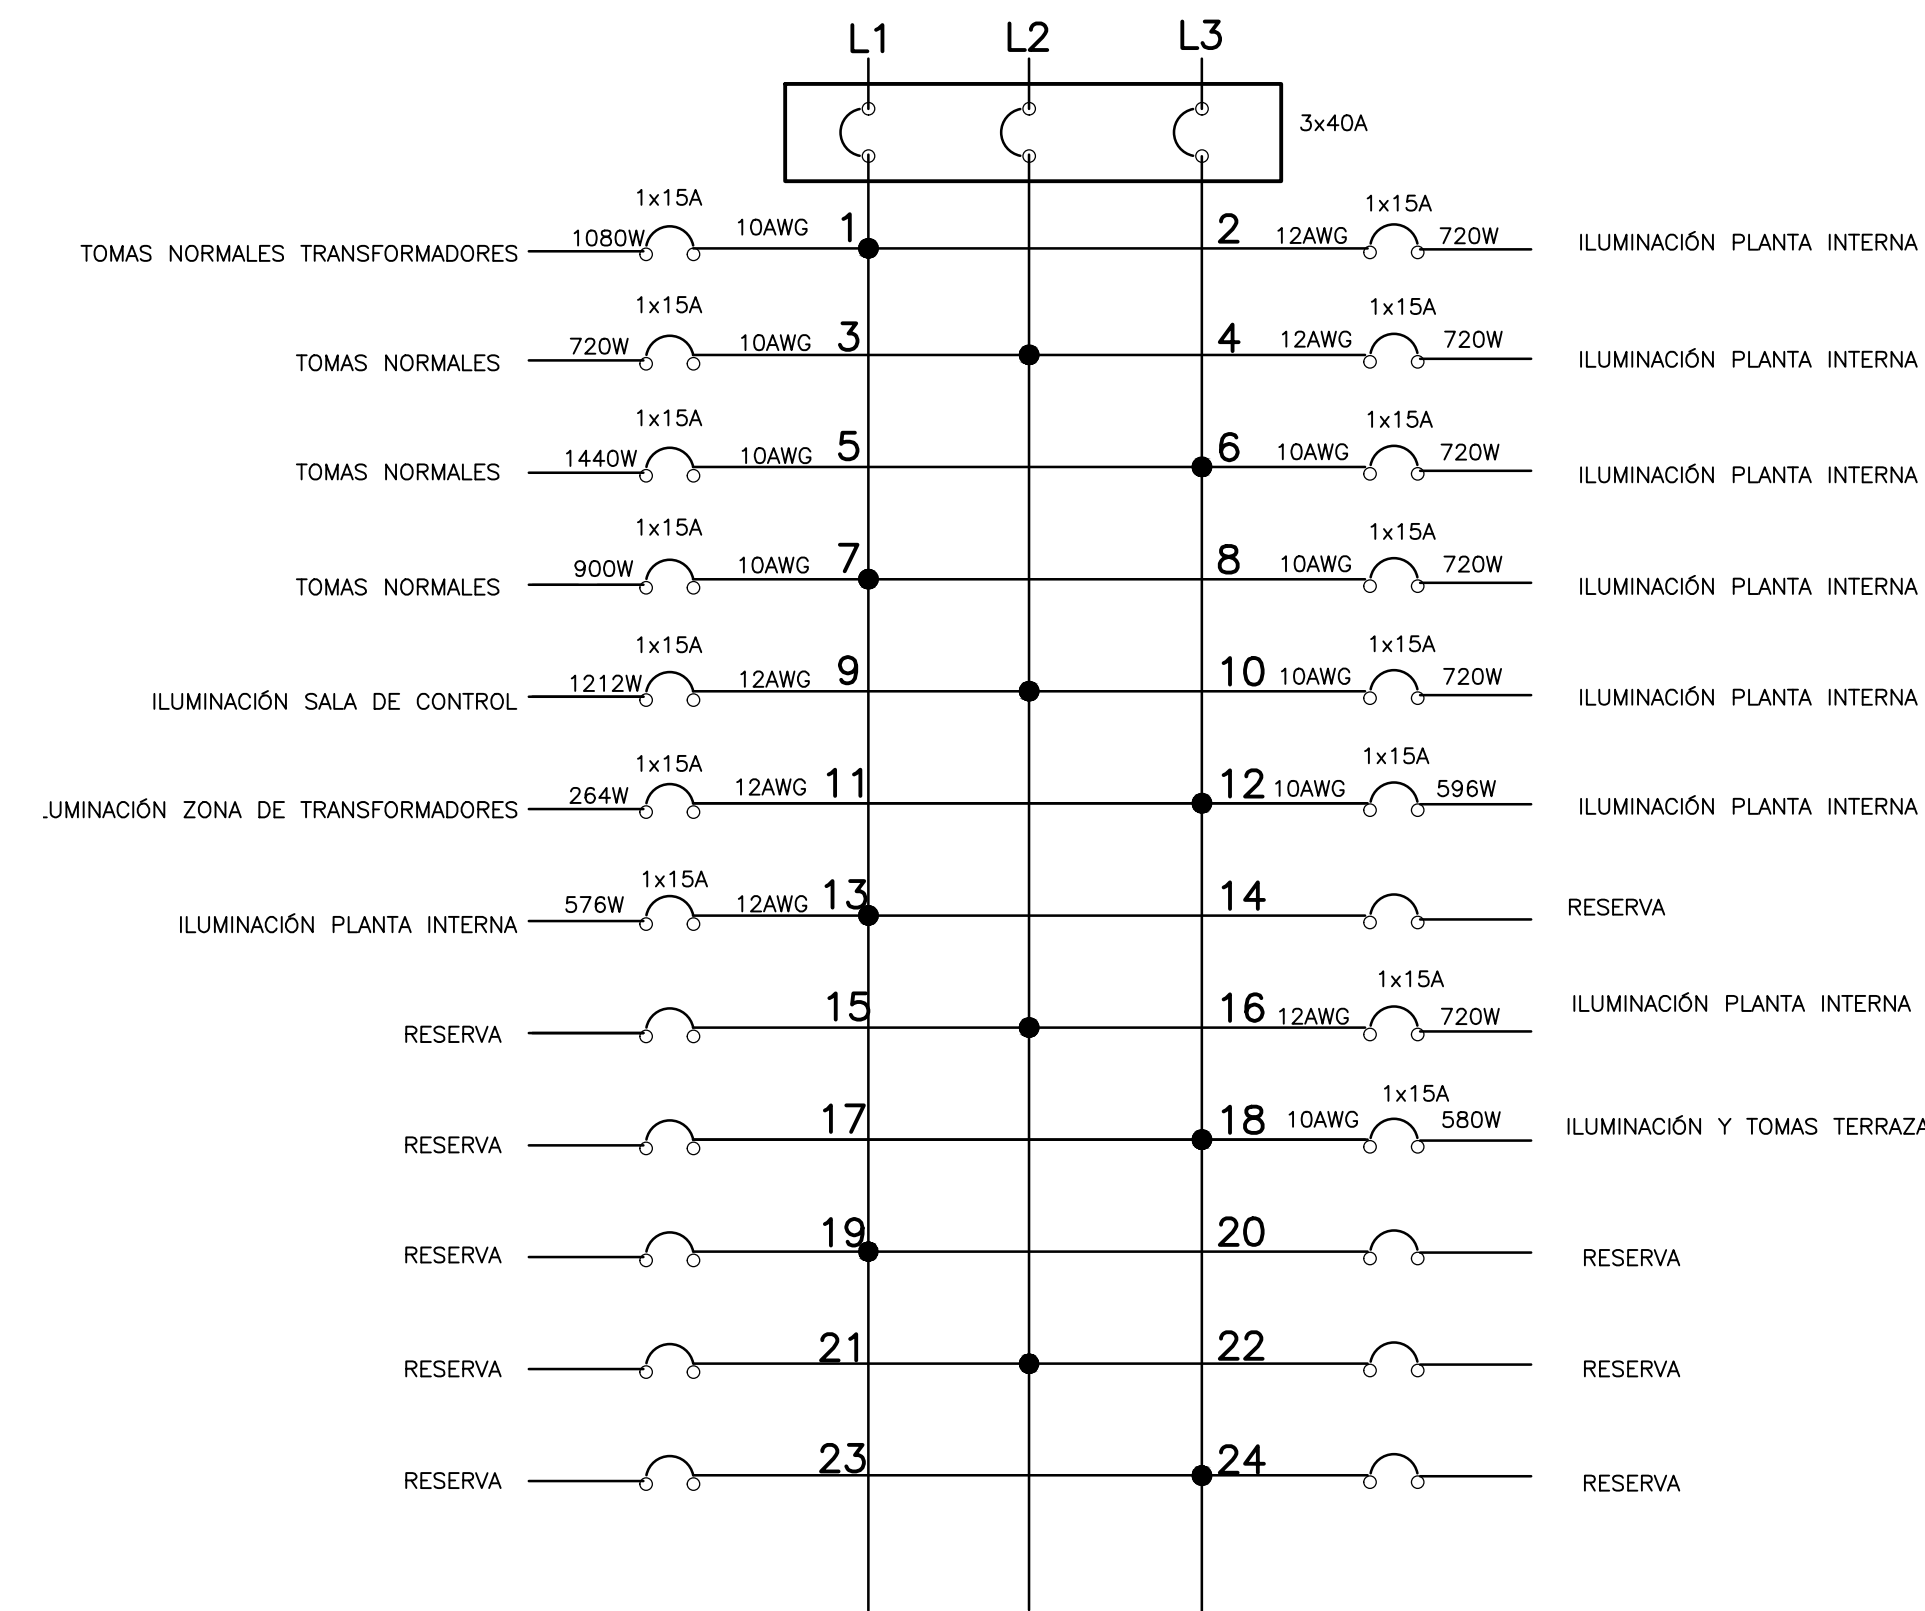 L1 L2 L3
3x40A
1x15A 1x15A
TOMAS NORMALES TRANSFORMADORES 1080W 10AWG 1 2 12AWG 720W ILUMINACIÓN PLANTA INTERNA
1x15A 1x15A
TOMAS NORMALES 720W 10AWG 3 4 12AWG 720W ILUMINACIÓN PLANTA INTERNA
1x15A 1x15A
TOMAS NORMALES 1440W 10AWG 5 6 10AWG 720W ILUMINACIÓN PLANTA INTERNA
1x15A 1x15A
TOMAS NORMALES 900W 10AWG 7 8 10AWG 720W ILUMINACIÓN PLANTA INTERNA
1x15A 1x15A
ILUMINACIÓN SALA DE CONTROL 1212W 12AWG 9 10 10AWG 720W ILUMINACIÓN PLANTA INTERNA
1x15A 1x15A
UMINACIÓN ZONA DE TRANSFORMADORES 264W 12AWG 11 12 10AWG 596W ILUMINACIÓN PLANTA INTERNA
1x15A
ILUMINACIÓN PLANTA INTERNA 576W 12AWG 13 14 RESERVA
1x15A
RESERVA 15 16 12AWG 720W ILUMINACIÓN PLANTA INTERNA
1x15A
RESERVA 17 18 10AWG 580W ILUMINACIÓN Y TOMAS TERRAZA
RESERVA 19 20 RESERVA
RESERVA 21 22 RESERVA
RESERVA 23 24 RESERVA